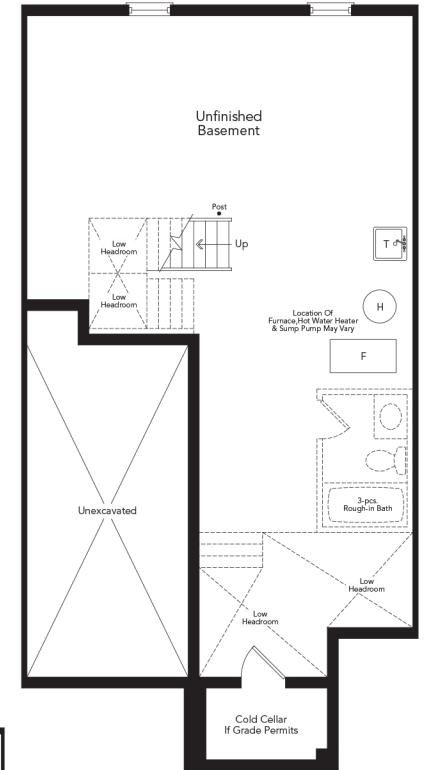 Unfinished
Basement
Post
Up
Low
Headroom
Low
Headroom
T
H
Location Of
Furnace,Hot Water Heater
& Sump Pump May Vary
F
3-pcs.
Rough-in Bath
Unexcavated
Low
Headroom
Low
Headroom
Cold Cellar
If Grade Permits